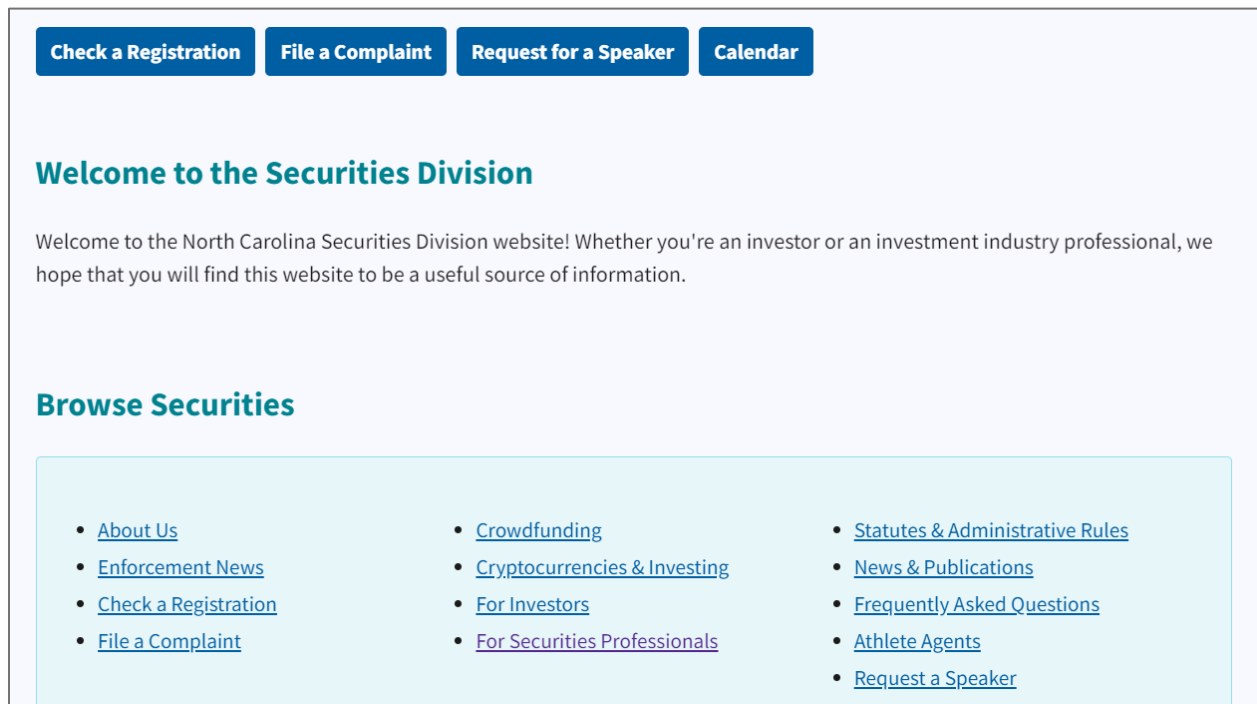 Check a Registration File a Complaint Request for a Speaker Calendar
Welcome to the Securities Division
Welcome to the North Carolina Securities Division website! Whether you're an investor or an investment industry professional, we
hope that you will find this website to be a useful source of information.
Browse Securities
• About Us
• Enforcement News
• Check a Registration
• File a Complaint
• Crowdfunding
• Cryptocurrencies & Investing
• For Investors
• For Securities Professionals
• Statutes & Administrative Rules
• News & Publications
• Frequently Asked Questions
• Athlete Agents
• Request a Speaker